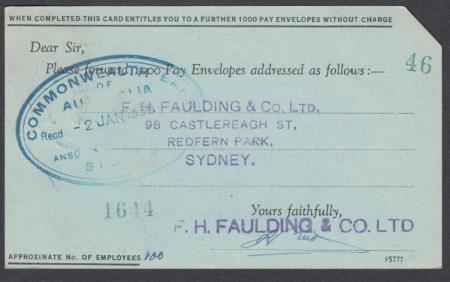 WHEN COMPLETED THIS CARD ENTITLES YOU TO A FURTHER 1000 PAY ENVELOPES WITHOUT CHARGE
Dear Sir,
Please forward 1000 Pay Envelopes addressed as follows:—
46
COMMONWEALTH
OF
AUSTRALIA
Recd -2 JAN
F. H. FAULDING & CO. LTD.
98 CASTLEREAGH ST,
REDFERN PARK,
SYDNEY.
1644
Yours faithfully,
F. H. FAULDING & CO. LTD
APPROXIMATE NO. OF EMPLOYEES 100
F5777